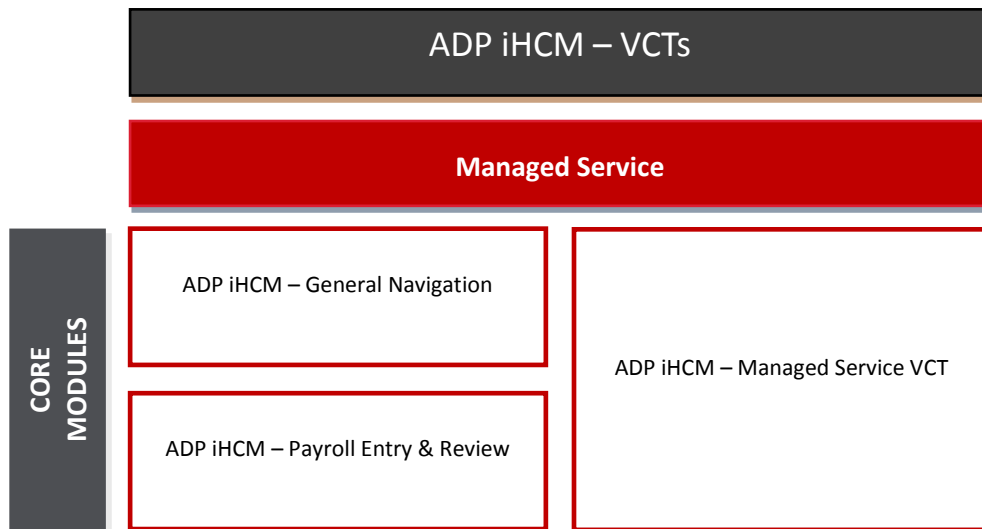 ADP iHCM – VCTs
Managed Service
CORE
MODULES
ADP iHCM – General Navigation
ADP iHCM – Payroll Entry & Review
ADP iHCM – Managed Service VCT